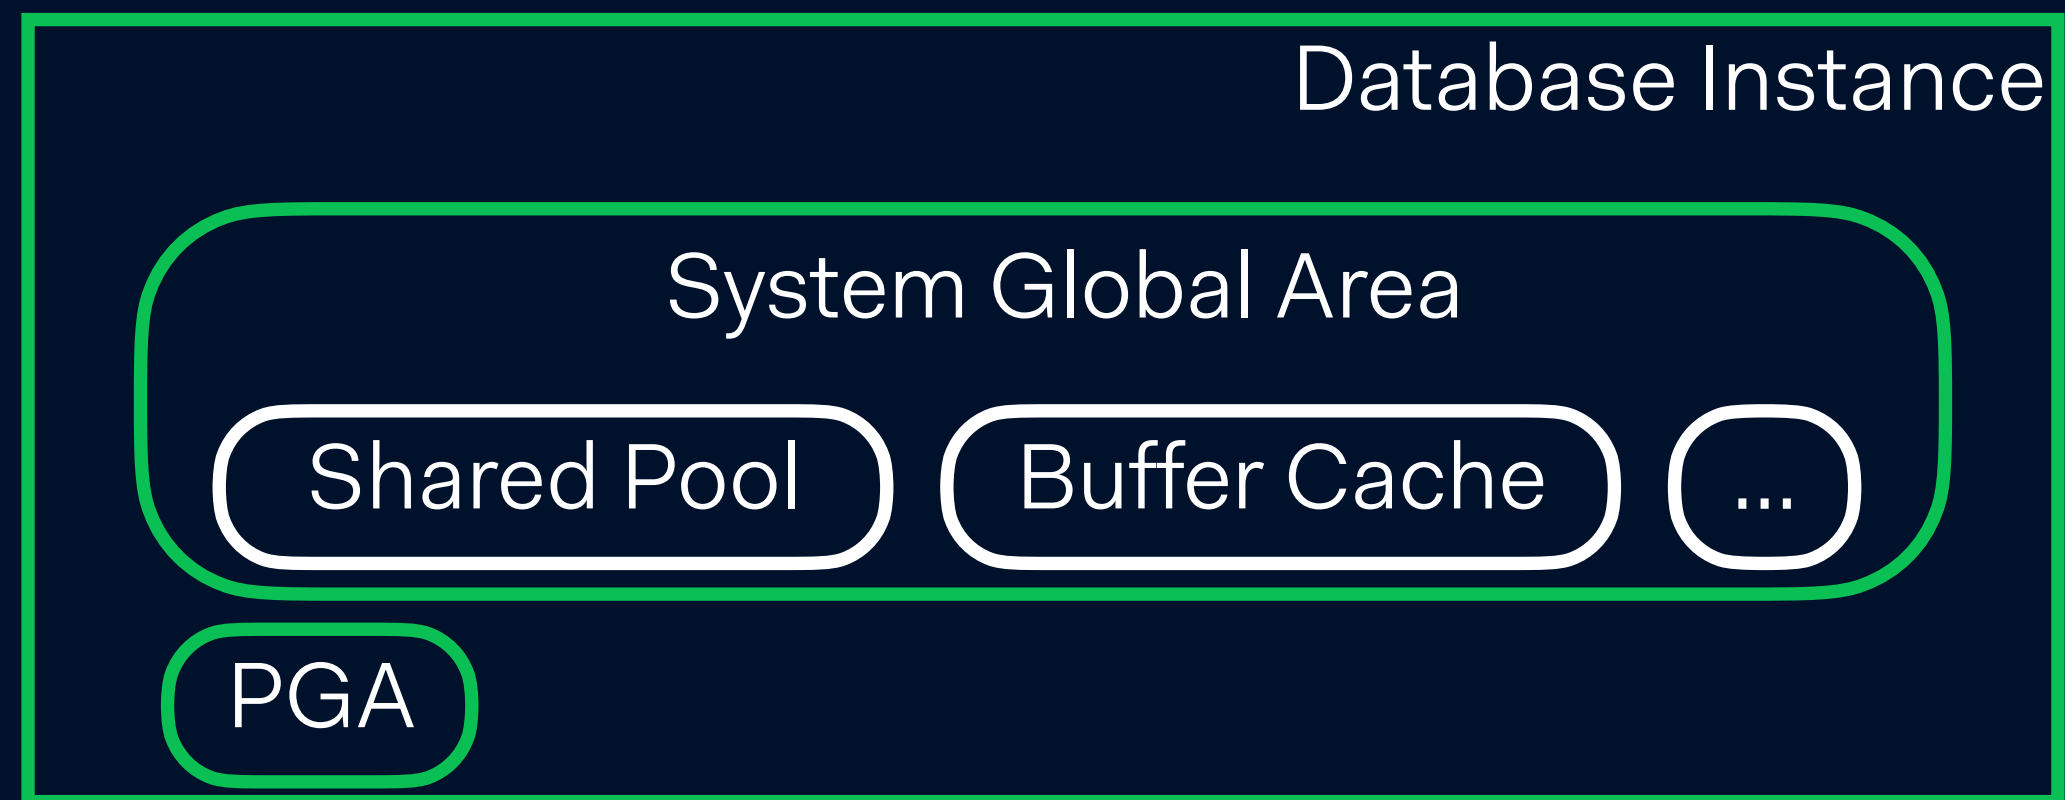 Database Instance
System Global Area
Shared Pool
Buffer Cache
...
PGA